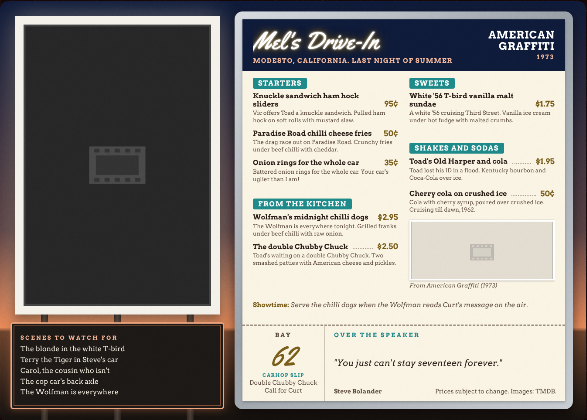 Mel's Drive-In
MODESTO, CALIFORNIA. LAST NIGHT OF SUMMER
AMERICAN
GRAFFITI
1973
STARTERS
Knuckle sandwich ham hock
sliders 95¢
Vic offers Toad a knuckle sandwich. Pulled ham
hock on soft rolls with mustard slaw.
Paradise Road chilli cheese fries 50¢
The drag race out on Paradise Road. Crunchy fries
under beef chilli with cheddar.
Onion rings for the whole car 35¢
Battered onion rings for the whole car. Your car's
uglier than I am!
FROM THE KITCHEN
Wolfman's midnight chilli dogs $2.95
The Wolfman is everywhere tonight. Grilled franks
under beef chilli with raw onion.
The double Chubby Chuck ........... $2.50
Toad's waiting on a double Chubby Chuck. Two
smashed patties with American cheese and pickles.
SWEETS
White '56 T-bird vanilla malt
sundae $1.75
A white '56 cruising Third Street. Vanilla ice cream
under hot fudge with malted crumbs.
SHAKES AND SODAS
Toad's Old Harper and cola .......... $1.95
Toad lost his ID in a flood. Kentucky bourbon and
Coca-Cola over ice.
Cherry cola on crushed ice ............. 50¢
Cola with cherry syrup, poured over crushed ice.
Cruising till dawn, 1962.
From American Graffiti (1973)
Showtime: Serve the chilli dogs when the Wolfman reads Curt's message on the air.
SCENES TO WATCH FOR
The blonde in the white T-bird
Terry the Tiger in Steve's car
Carol, the cousin who isn't
The cop car's back axle
The Wolfman is everywhere
BAY
62
CARHOP SLIP
Double Chubby Chuck
Call for Curt
OVER THE SPEAKER
"You just can't stay seventeen forever."
Steve Bolander
Prices subject to change. Images: TMDB.